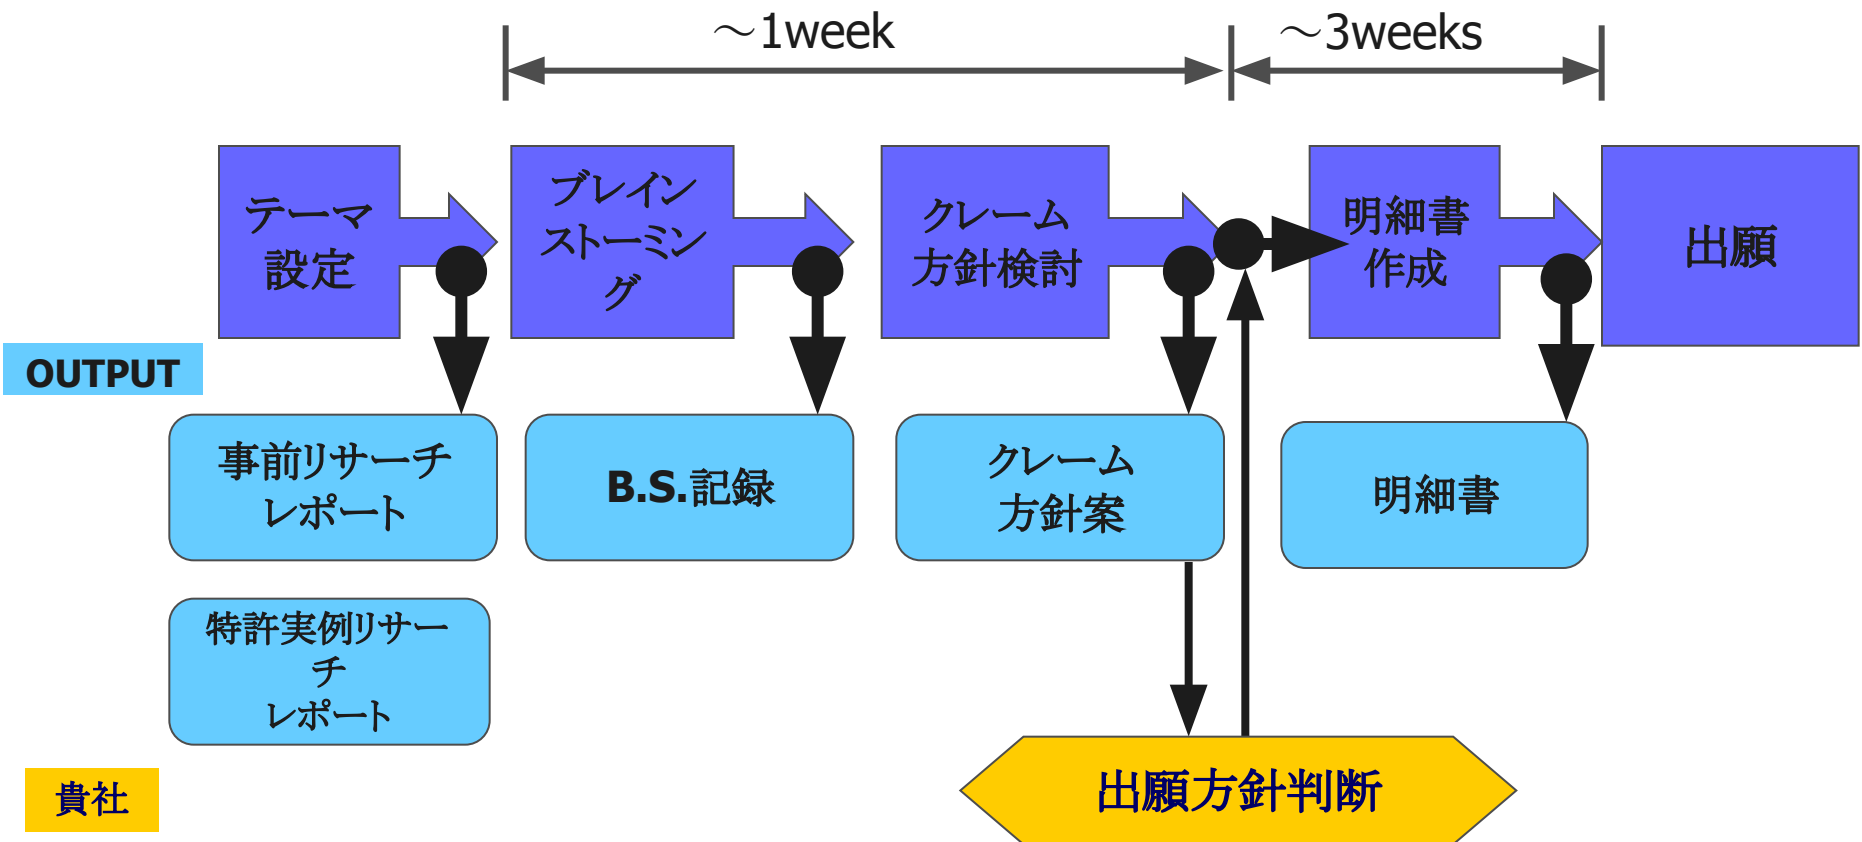 ～1week
～3weeks
テーマ
設定
ブレイン
ストーミン
グ
クレーム
方針検討
明細書
作成
出願
OUTPUT
事前リサーチ
レポート
B.S.記録
クレーム
方針案
明細書
特許実例リサー
チ
レポート
貴社
出願方針判断